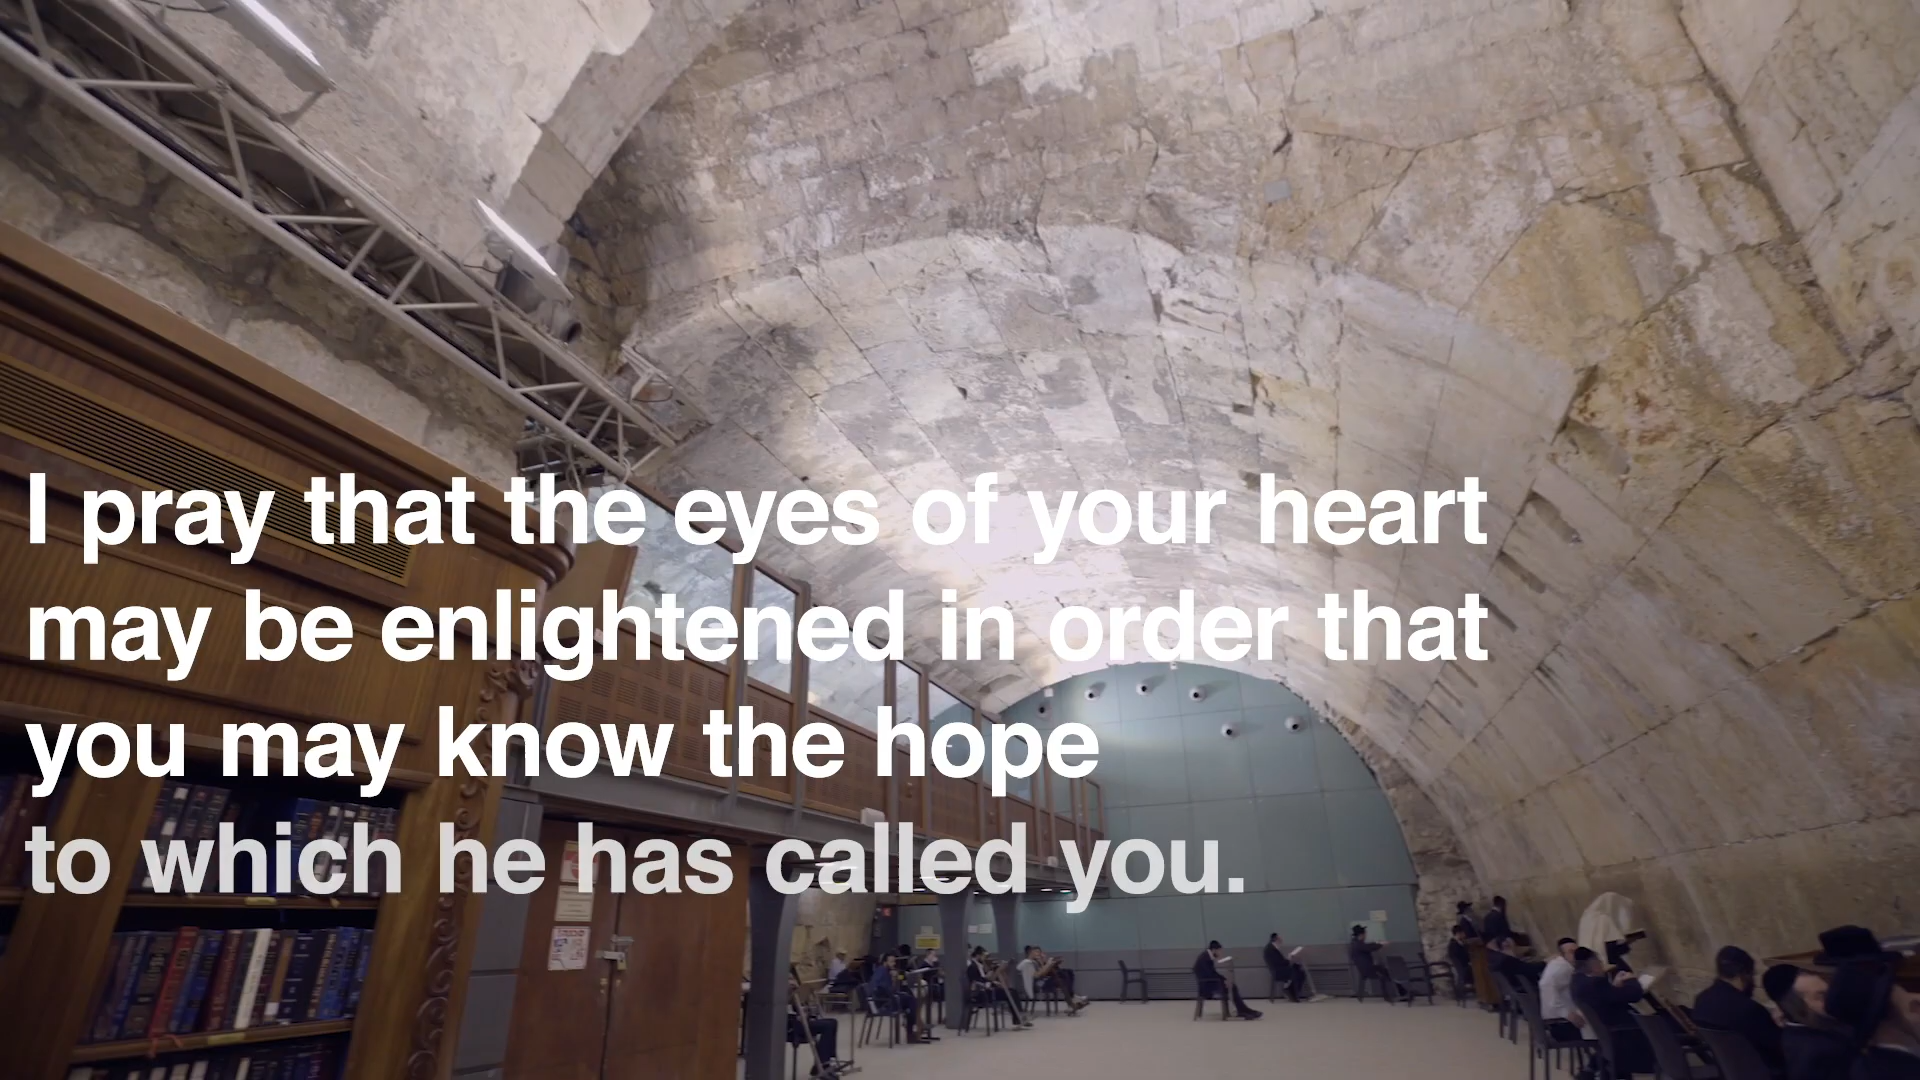 I pray that the eyes of your heart
may be enlightened in order that
you may know the hope
to which he has called you.